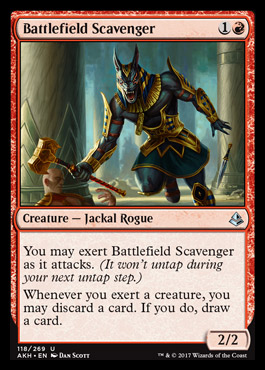 Battlefield Scavenger 1
Creature — Jackal Rogue
You may exert Battlefield Scavenger
as it attacks. (It won't untap during
your next untap step.)
Whenever you exert a creature, you
may discard a card. If you do, draw
a card.
2/2
118/269 U
AKH • EN Dan Scott
™ & © 2017 Wizards of the Coast